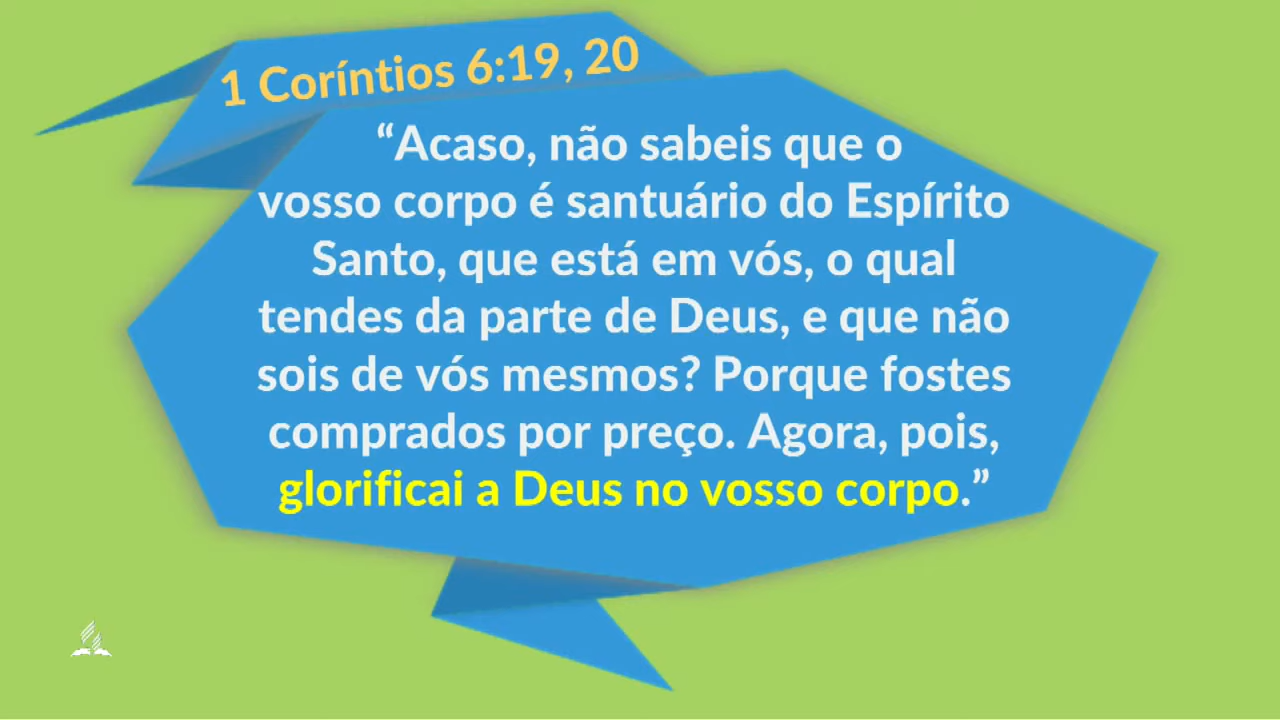 1 Coríntios 6:19, 20
“Acaso, não sabeis que o
vosso corpo é santuário do Espírito
Santo, que está em vós, o qual
tendes da parte de Deus, e que não
sois de vós mesmos? Porque fostes
comprados por preço. Agora, pois,
glorificai a Deus no vosso corpo.”